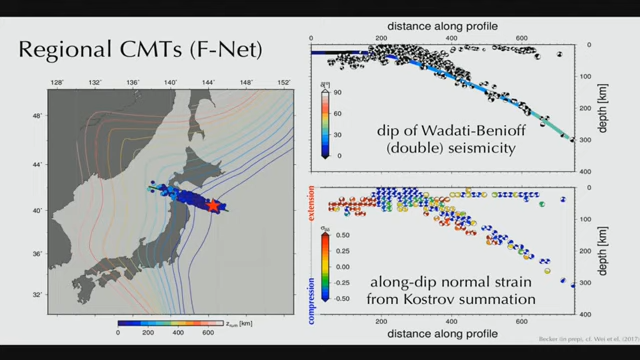 Regional CMTs (F-Net)
128° 132° 136° 140° 144° 148° 152°
48°
44°
40°
36°
32°
0 200 400 600
distance along profile
200 400 600
0
100
200
300
400
depth [km]
90
60
30
0
dip of Wadati-Benioff
(double) seismicity
extension
compression
0.50
0.25
0.00
-0.25
-0.50
0
100
200
300
400
depth [km]
along-dip normal strain
from Kostrov summation
0 200 400 600
distance along profile